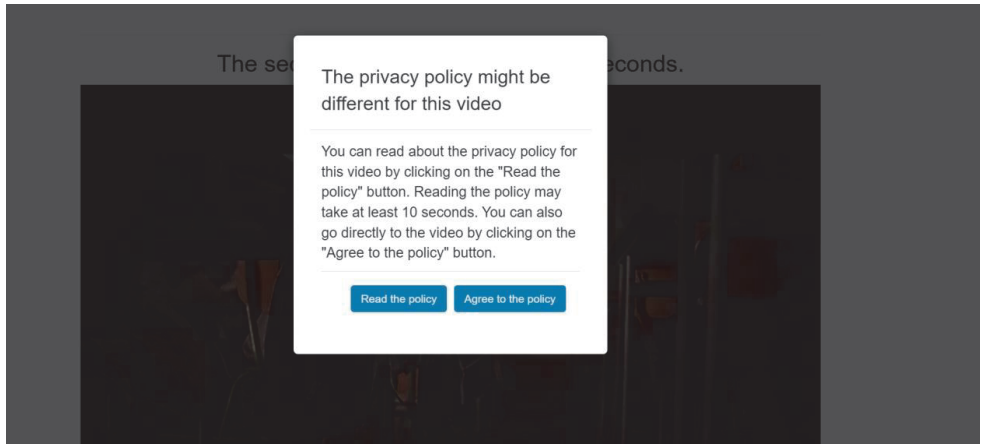 The sec
econds.
The privacy policy might be
different for this video
You can read about the privacy policy for
this video by clicking on the "Read the
policy" button. Reading the policy may
take at least 10 seconds. You can also
go directly to the video by clicking on the
"Agree to the policy" button.
Read the policy
Agree to the policy